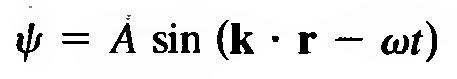 ψ = A sin (k · r − ωt)